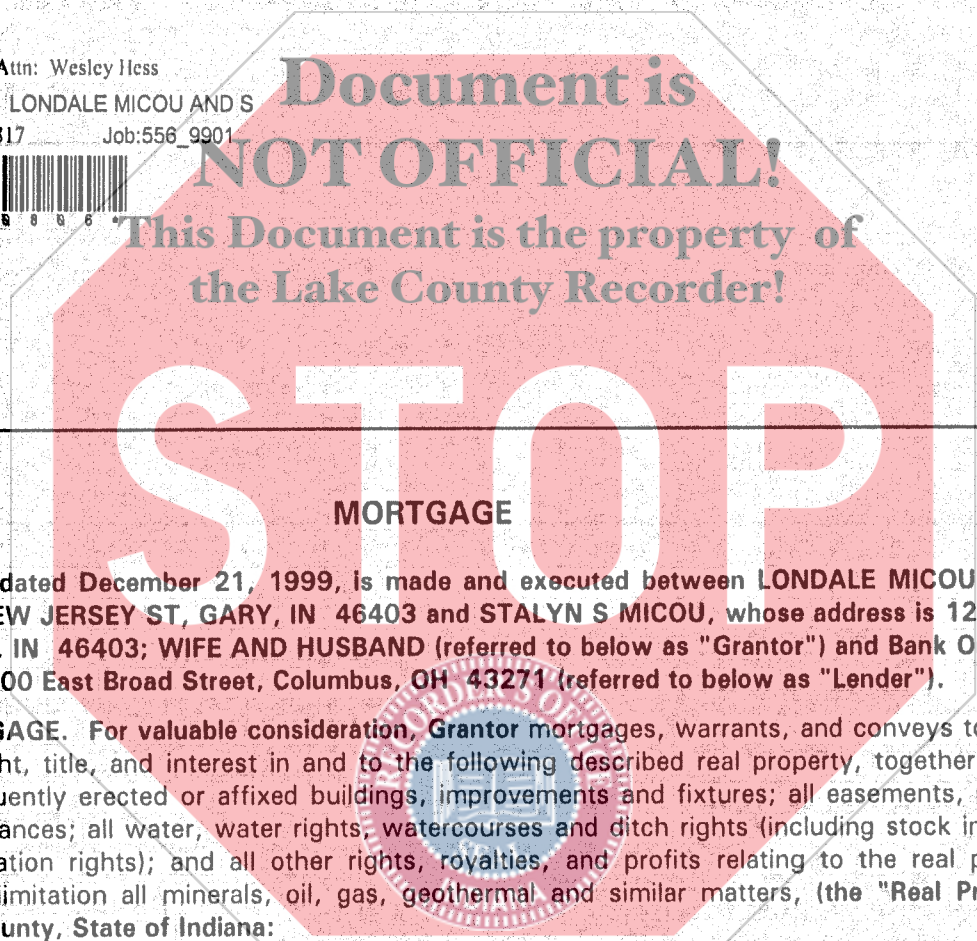 Attn: Wesley Hess
LONDALE MICOU AND S
317 Job:556_9901
Document is
NOT OFFICIAL!
This Document is the property of
the Lake County Recorder!
STOP
MORTGAGE
dated December 21, 1999, is made and executed between LONDALE MICOU
EW JERSEY ST, GARY, IN 46403 and STALYN S MICOU, whose address is 12
IN 46403; WIFE AND HUSBAND (referred to below as "Grantor") and Bank O
00 East Broad Street, Columbus, OH 43271 (referred to below as "Lender").
GAGE. For valuable consideration, Grantor mortgages, warrants, and conveys to
ht, title, and interest in and to the following described real property, together
uently erected or affixed buildings, improvements and fixtures; all easements,
ances; all water, water rights, watercourses and ditch rights (including stock in
ation rights); and all other rights, royalties, and profits relating to the real p
imitation all minerals, oil, gas, geothermal and similar matters, (the "Real Pr
unty, State of Indiana:
RECORDER'S OFFICE
SEAL
INDIANA